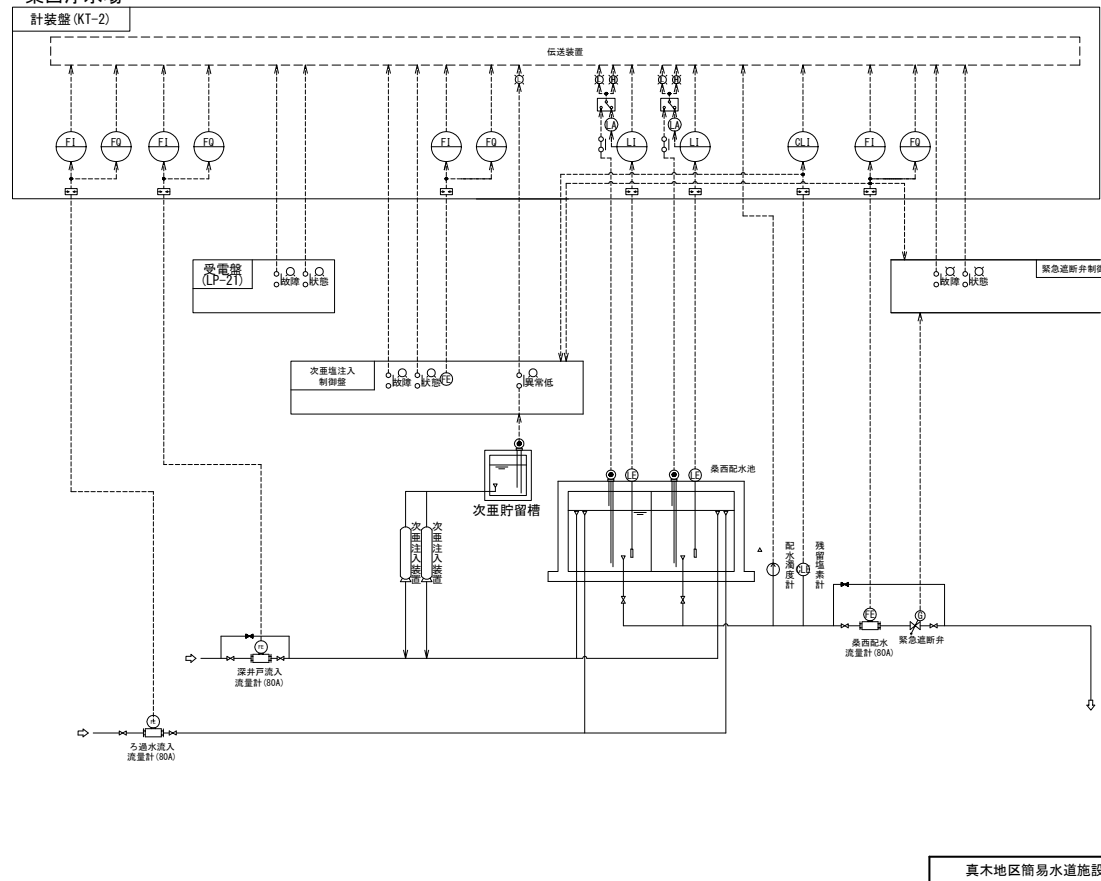 計装盤(KT-2)
伝送装置
FI
FQ
FI
FQ
FI
FQ
LA
LI
LA
LI
CLI
FI
FQ
受電盤
(LP-21)
故障
状態
故障
状態
緊急遮断弁制御
次亜塩注入
制御盤
故障
状態
FE
異常低
次亜貯留槽
LE
LE
桑西配水池
次亜注入装置
次亜注入装置
配水濁度計
残留塩素計
CLE
FE
G
桑西配水
流量計(80A)
緊急遮断弁
FE
深井戸流入
流量計(80A)
FE
ろ過水流入
流量計(80A)
真木地区簡易水道施設